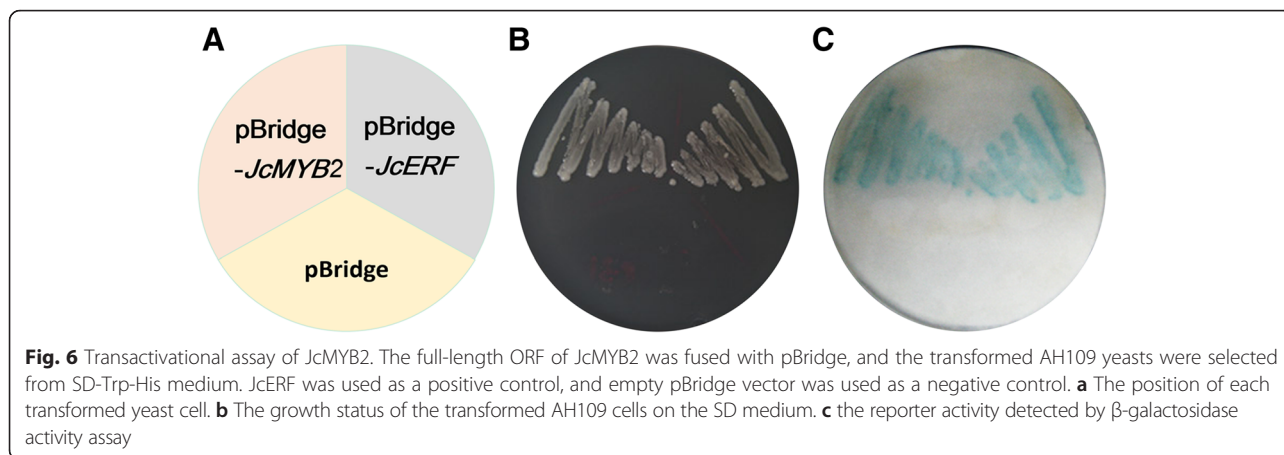 A
B
C
pBridge
-JcMYB2
pBridge
-JcERF
pBridge
Fig. 6 Transactivational assay of JcMYB2. The full-length ORF of JcMYB2 was fused with pBridge, and the transformed AH109 yeasts were selected
from SD-Trp-His medium. JcERF was used as a positive control, and empty pBridge vector was used as a negative control. a The position of each
transformed yeast cell. b The growth status of the transformed AH109 cells on the SD medium. c the reporter activity detected by β-galactosidase
activity assay